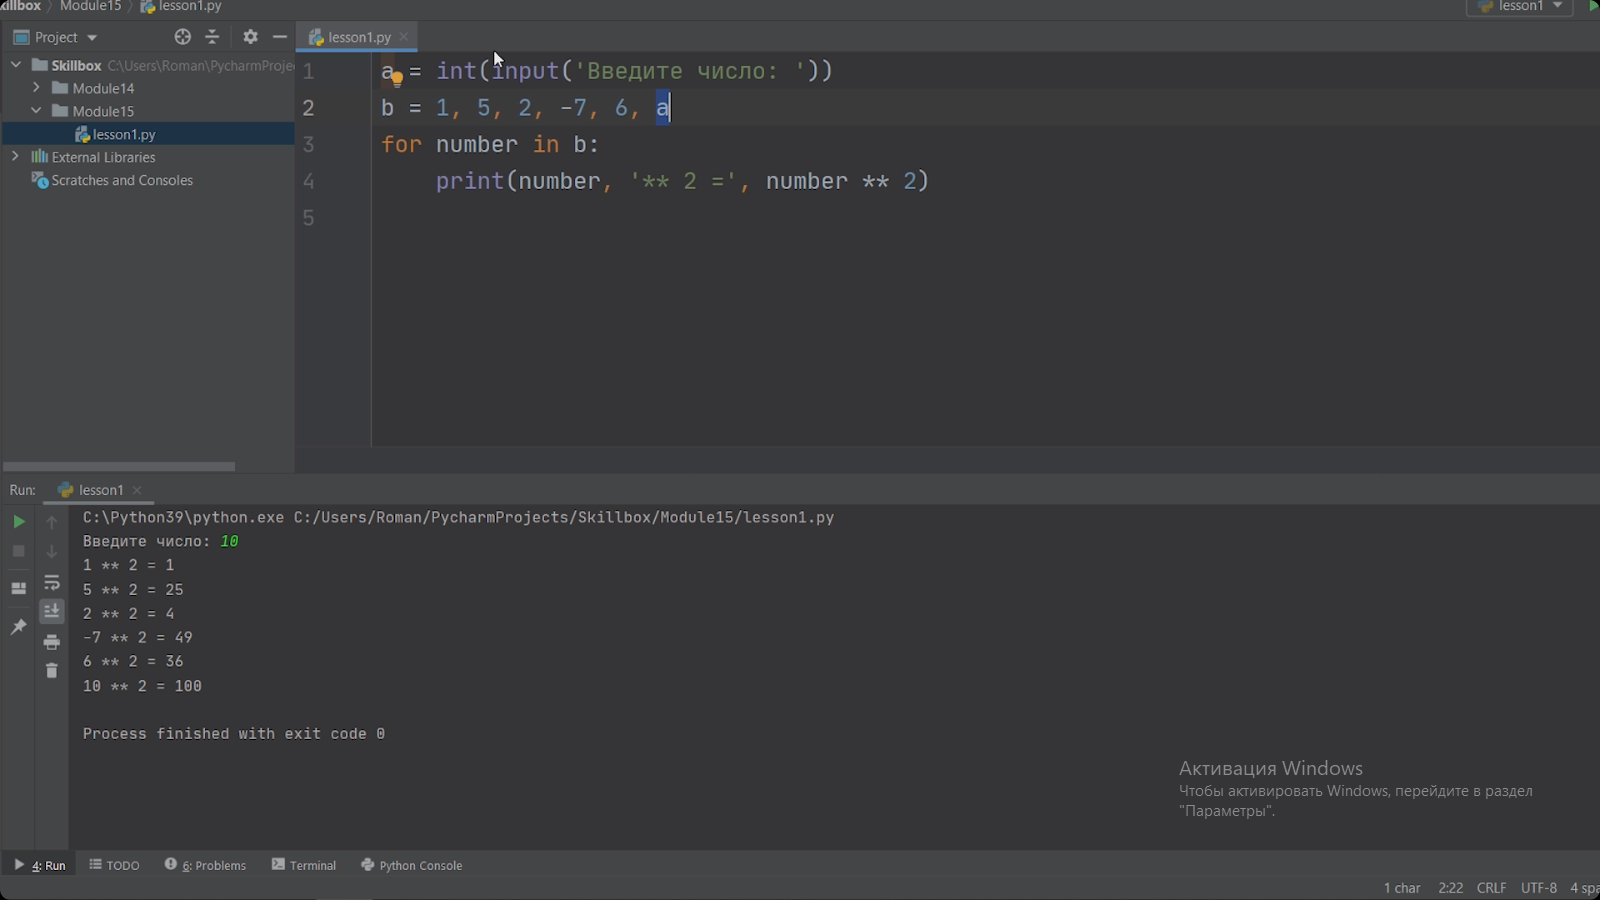 killbox Module15 lesson1.py lesson1
Project lesson1.py
Skillbox C:\Users\Roman\PycharmProje
Module14
Module15
lesson1.py
External Libraries
Scratches and Consoles
1 a = int(input('Введите число: '))
2 b = 1, 5, 2, -7, 6, a
3 for number in b:
4 print(number, '** 2 =', number ** 2)
5
Run: lesson1
C:\Python39\python.exe C:/Users/Roman/PycharmProjects/Skillbox/Module15/lesson1.py
Введите число: 10
1 ** 2 = 1
5 ** 2 = 25
2 ** 2 = 4
-7 ** 2 = 49
6 ** 2 = 36
10 ** 2 = 100
Process finished with exit code 0
Активация Windows
Чтобы активировать Windows, перейдите в раздел
"Параметры".
4: Run TODO 6: Problems Terminal Python Console
1 char 2:22 CRLF UTF-8 4 spa